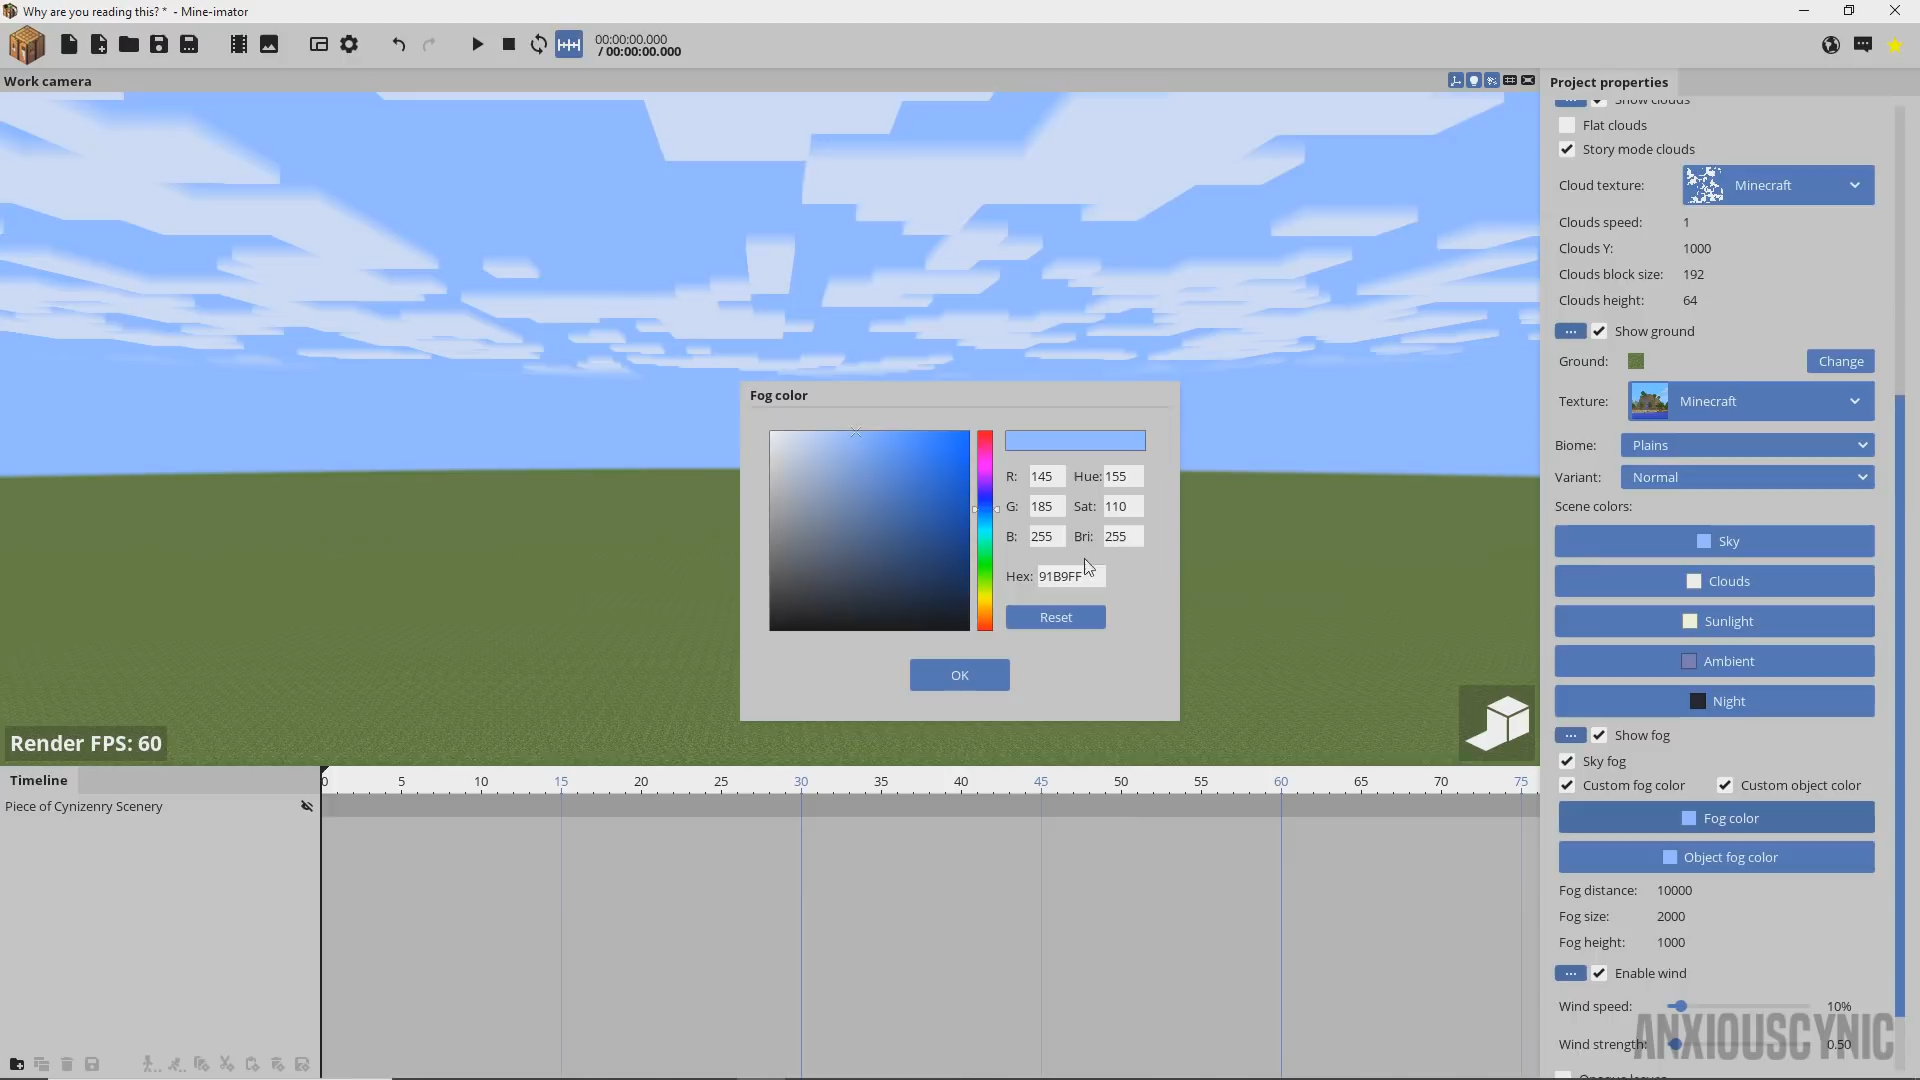 Why are you reading this? * - Mine-imator
00:00:00.000
/ 00:00:00.000
Work camera
Project properties
Show clouds
Flat clouds
Story mode clouds
Cloud texture: Minecraft
Clouds speed: 1
Clouds Y: 1000
Clouds block size: 192
Clouds height: 64
Show ground
Ground: Change
Texture: Minecraft
Biome: Plains
Variant: Normal
Scene colors:
Sky
Clouds
Sunlight
Ambient
Night
Show fog
Sky fog
Custom fog color Custom object color
Fog color
Object fog color
Fog distance: 10000
Fog size: 2000
Fog height: 1000
Enable wind
Wind speed: 10%
Wind strength: 0.50
ANXIOUSCYNIC
Fog color
R: 145 Hue: 155
G: 185 Sat: 110
B: 255 Bri: 255
Hex: 91B9FF
Reset
OK
Render FPS: 60
Timeline
0 5 10 15 20 25 30 35 40 45 50 55 60 65 70 75
Piece of Cynizenry Scenery